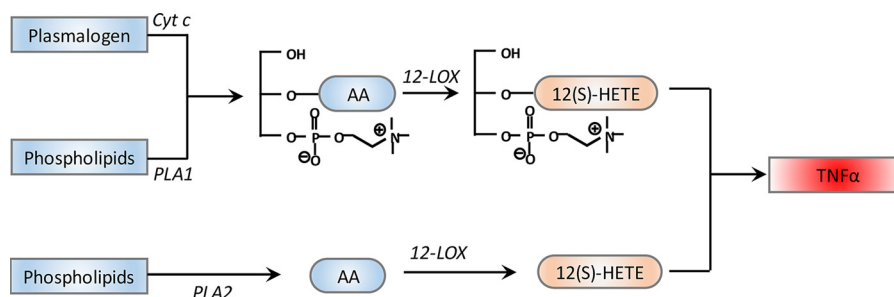 Cyt c
Plasmalogen
OH
O
AA
12-LOX
OH
O
12(S)-HETE
O
O P O N
O
O
O P O N
O
Phospholipids
PLA1
TNFα
Phospholipids
PLA2
AA
12-LOX
12(S)-HETE